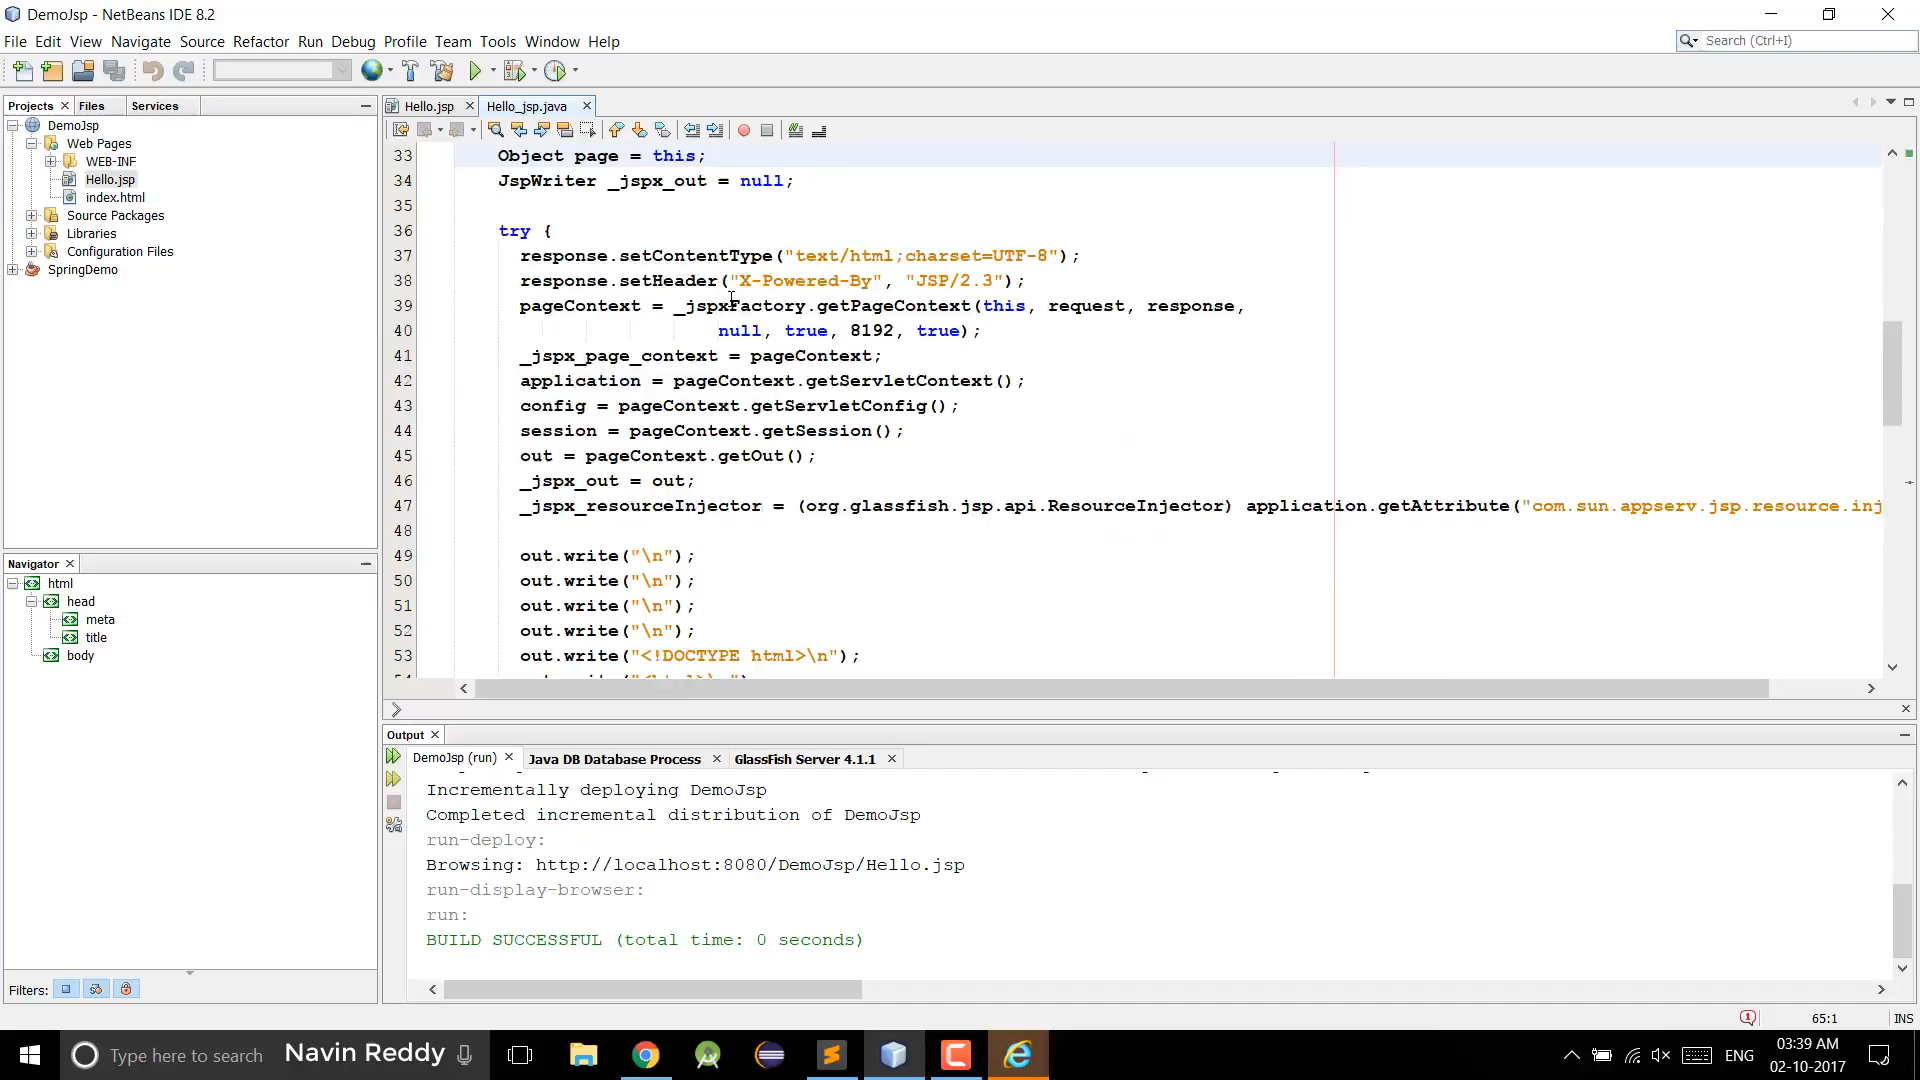 DemoJsp - NetBeans IDE 8.2
File Edit View Navigate Source Refactor Run Debug Profile Team Tools Window Help
Search (Ctrl+I)
Projects Files Services
DemoJsp
Web Pages
WEB-INF
Hello.jsp
index.html
Source Packages
Libraries
Configuration Files
SpringDemo
Navigator
html
head
meta
title
body
Filters:
Hello.jsp Hello_jsp.java
33 Object page = this;
34 JspWriter _jspx_out = null;
35
36 try {
37 response.setContentType("text/html;charset=UTF-8");
38 response.setHeader("X-Powered-By", "JSP/2.3");
39 pageContext = _jspxFactory.getPageContext(this, request, response,
40 null, true, 8192, true);
41 _jspx_page_context = pageContext;
42 application = pageContext.getServletContext();
43 config = pageContext.getServletConfig();
44 session = pageContext.getSession();
45 out = pageContext.getOut();
46 _jspx_out = out;
47 _jspx_resourceInjector = (org.glassfish.jsp.api.ResourceInjector) application.getAttribute("com.sun.appserv.jsp.resource.inj
48
49 out.write("\n");
50 out.write("\n");
51 out.write("\n");
52 out.write("\n");
53 out.write("<!DOCTYPE html>\n");
Output
DemoJsp (run) Java DB Database Process GlassFish Server 4.1.1
Incrementally deploying DemoJsp
Completed incremental distribution of DemoJsp
run-deploy:
Browsing: http://localhost:8080/DemoJsp/Hello.jsp
run-display-browser:
run:
BUILD SUCCESSFUL (total time: 0 seconds)
65:1 INS
Type here to search Navin Reddy
ENG
03:39 AM
02-10-2017